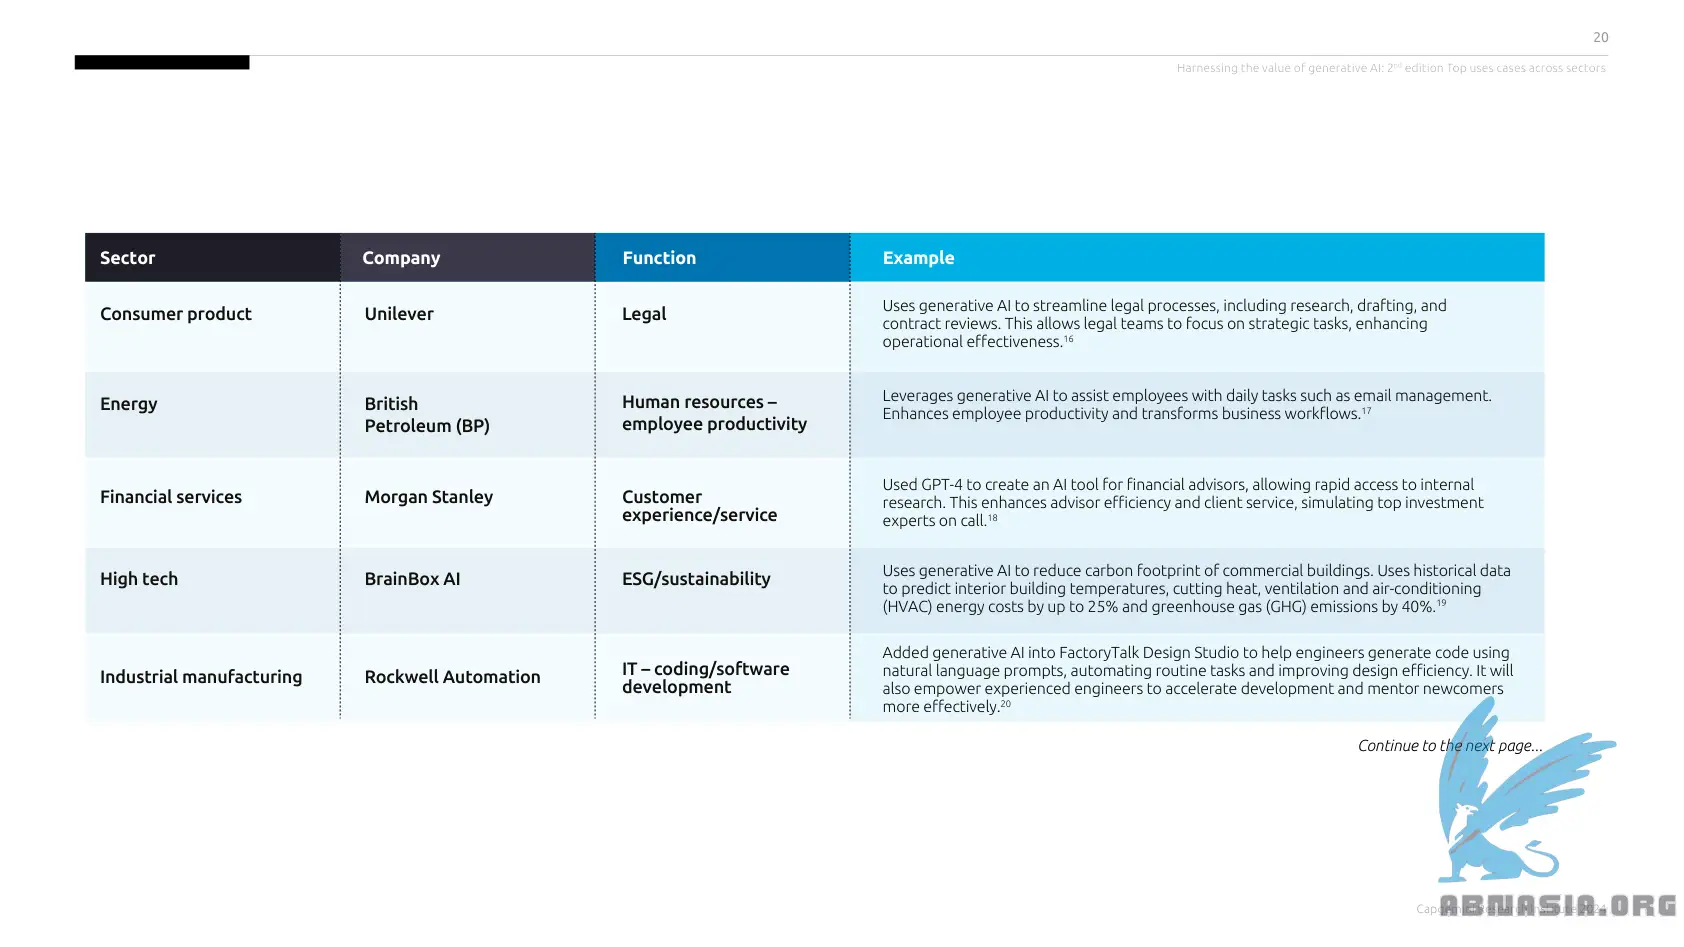 20
Harnessing the value of generative AI: 2nd edition Top uses cases across sectors
Sector
Company
Function
Example
Consumer product
Unilever
Legal
Uses generative AI to streamline legal processes, including research, drafting, and
contract reviews. This allows legal teams to focus on strategic tasks, enhancing
operational effectiveness.16
Energy
British
Petroleum (BP)
Human resources –
employee productivity
Leverages generative AI to assist employees with daily tasks such as email management.
Enhances employee productivity and transforms business workflows.17
Financial services
Morgan Stanley
Customer
experience/service
Used GPT-4 to create an AI tool for financial advisors, allowing rapid access to internal
research. This enhances advisor efficiency and client service, simulating top investment
experts on call.18
High tech
BrainBox AI
ESG/sustainability
Uses generative AI to reduce carbon footprint of commercial buildings. Uses historical data
to predict interior building temperatures, cutting heat, ventilation and air-conditioning
(HVAC) energy costs by up to 25% and greenhouse gas (GHG) emissions by 40%.19
Industrial manufacturing
Rockwell Automation
IT – coding/software
development
Added generative AI into FactoryTalk Design Studio to help engineers generate code using
natural language prompts, automating routine tasks and improving design efficiency. It will
also empower experienced engineers to accelerate development and mentor newcomers
more effectively.20
Continue to the next page...
Capgemini Research Institute 2024
ABNASIA.ORG